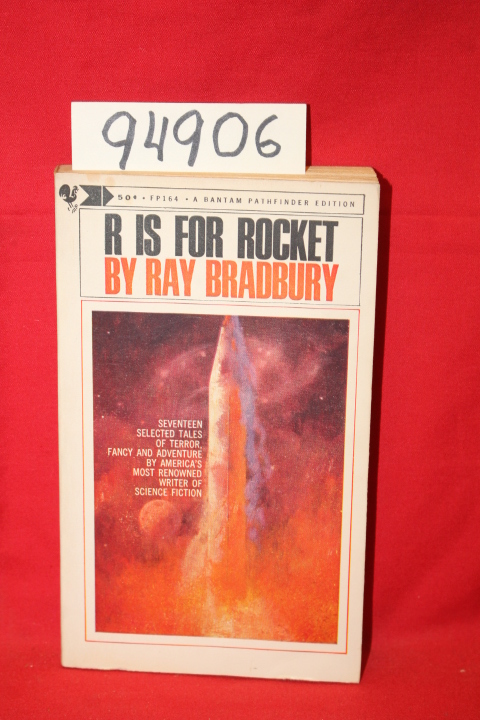 94906
50¢ • FP164 • A BANTAM PATHFINDER EDITION
R IS FOR ROCKET
BY RAY BRADBURY
SEVENTEEN
SELECTED TALES
OF TERROR,
FANCY AND ADVENTURE
BY AMERICA'S
MOST RENOWNED
WRITER OF
SCIENCE FICTION